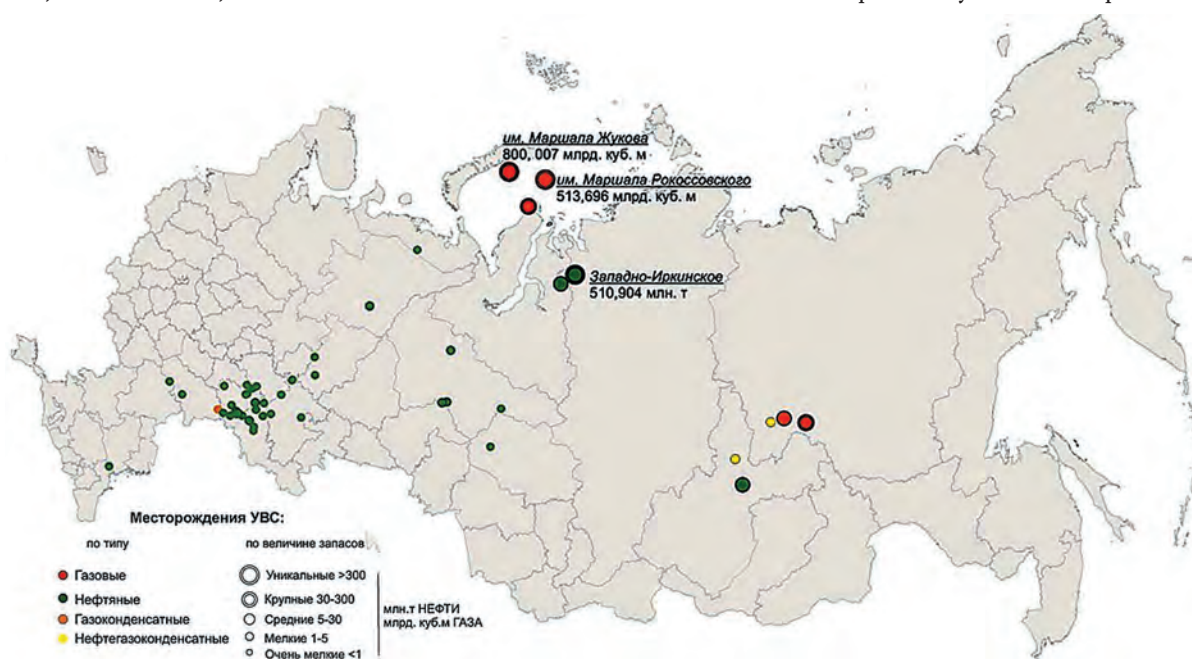 им. Маршала Жукова
800, 007 млрд. куб. м
им. Маршала Рокоссовского
513,696 млрд. куб. м
Западно-Иркинское
510,904 млн. т
Месторождения УВС:
по типу
по величине запасов
Газовые
Нефтяные
Газоконденсатные
Нефтегазоконденсатные
Уникальные >300
Крупные 30-300
Средние 5-30
Мелкие 1-5
Очень мелкие <1
млн.т НЕФТИ
млрд. куб.м ГАЗА